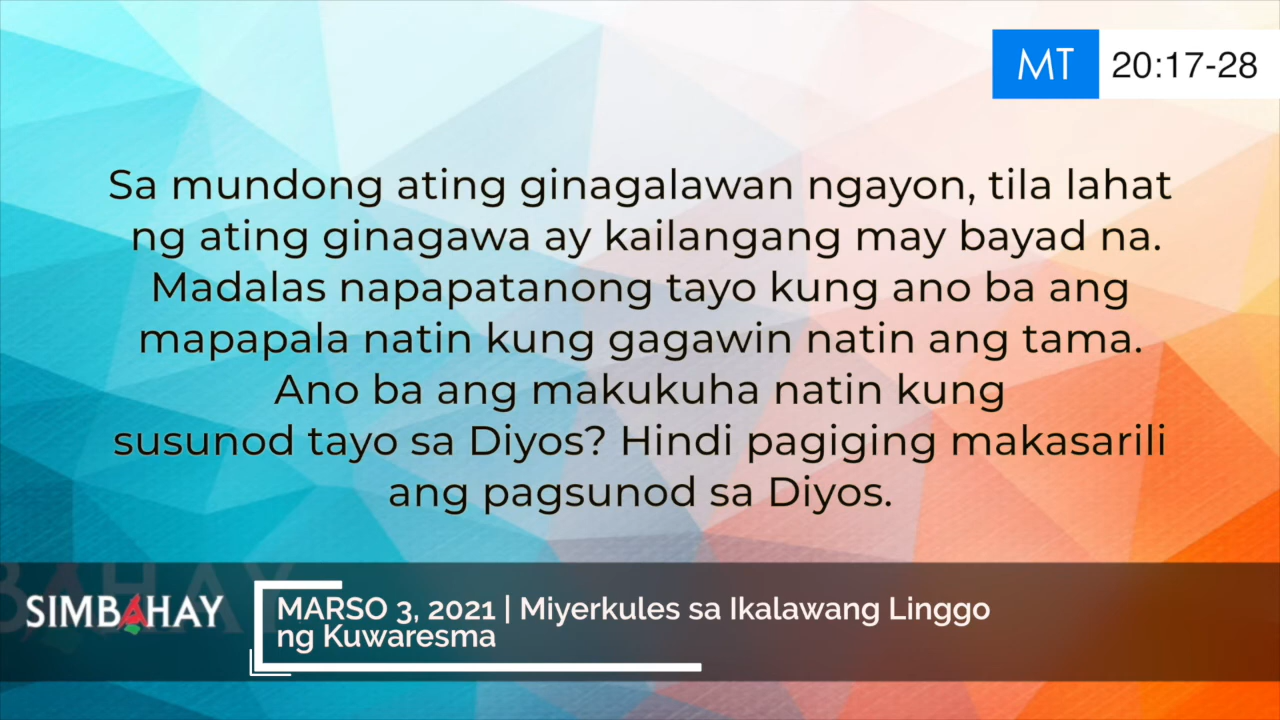 MT 20:17-28
Sa mundong ating ginagalawan ngayon, tila lahat
ng ating ginagawa ay kailangang may bayad na.
Madalas napapatanong tayo kung ano ba ang
mapapala natin kung gagawin natin ang tama.
Ano ba ang makukuha natin kung
susunod tayo sa Diyos? Hindi pagiging makasarili
ang pagsunod sa Diyos.
SIMBAHAY
MARSO 3, 2021 | Miyerkules sa Ikalawang Linggo
ng Kuwaresma